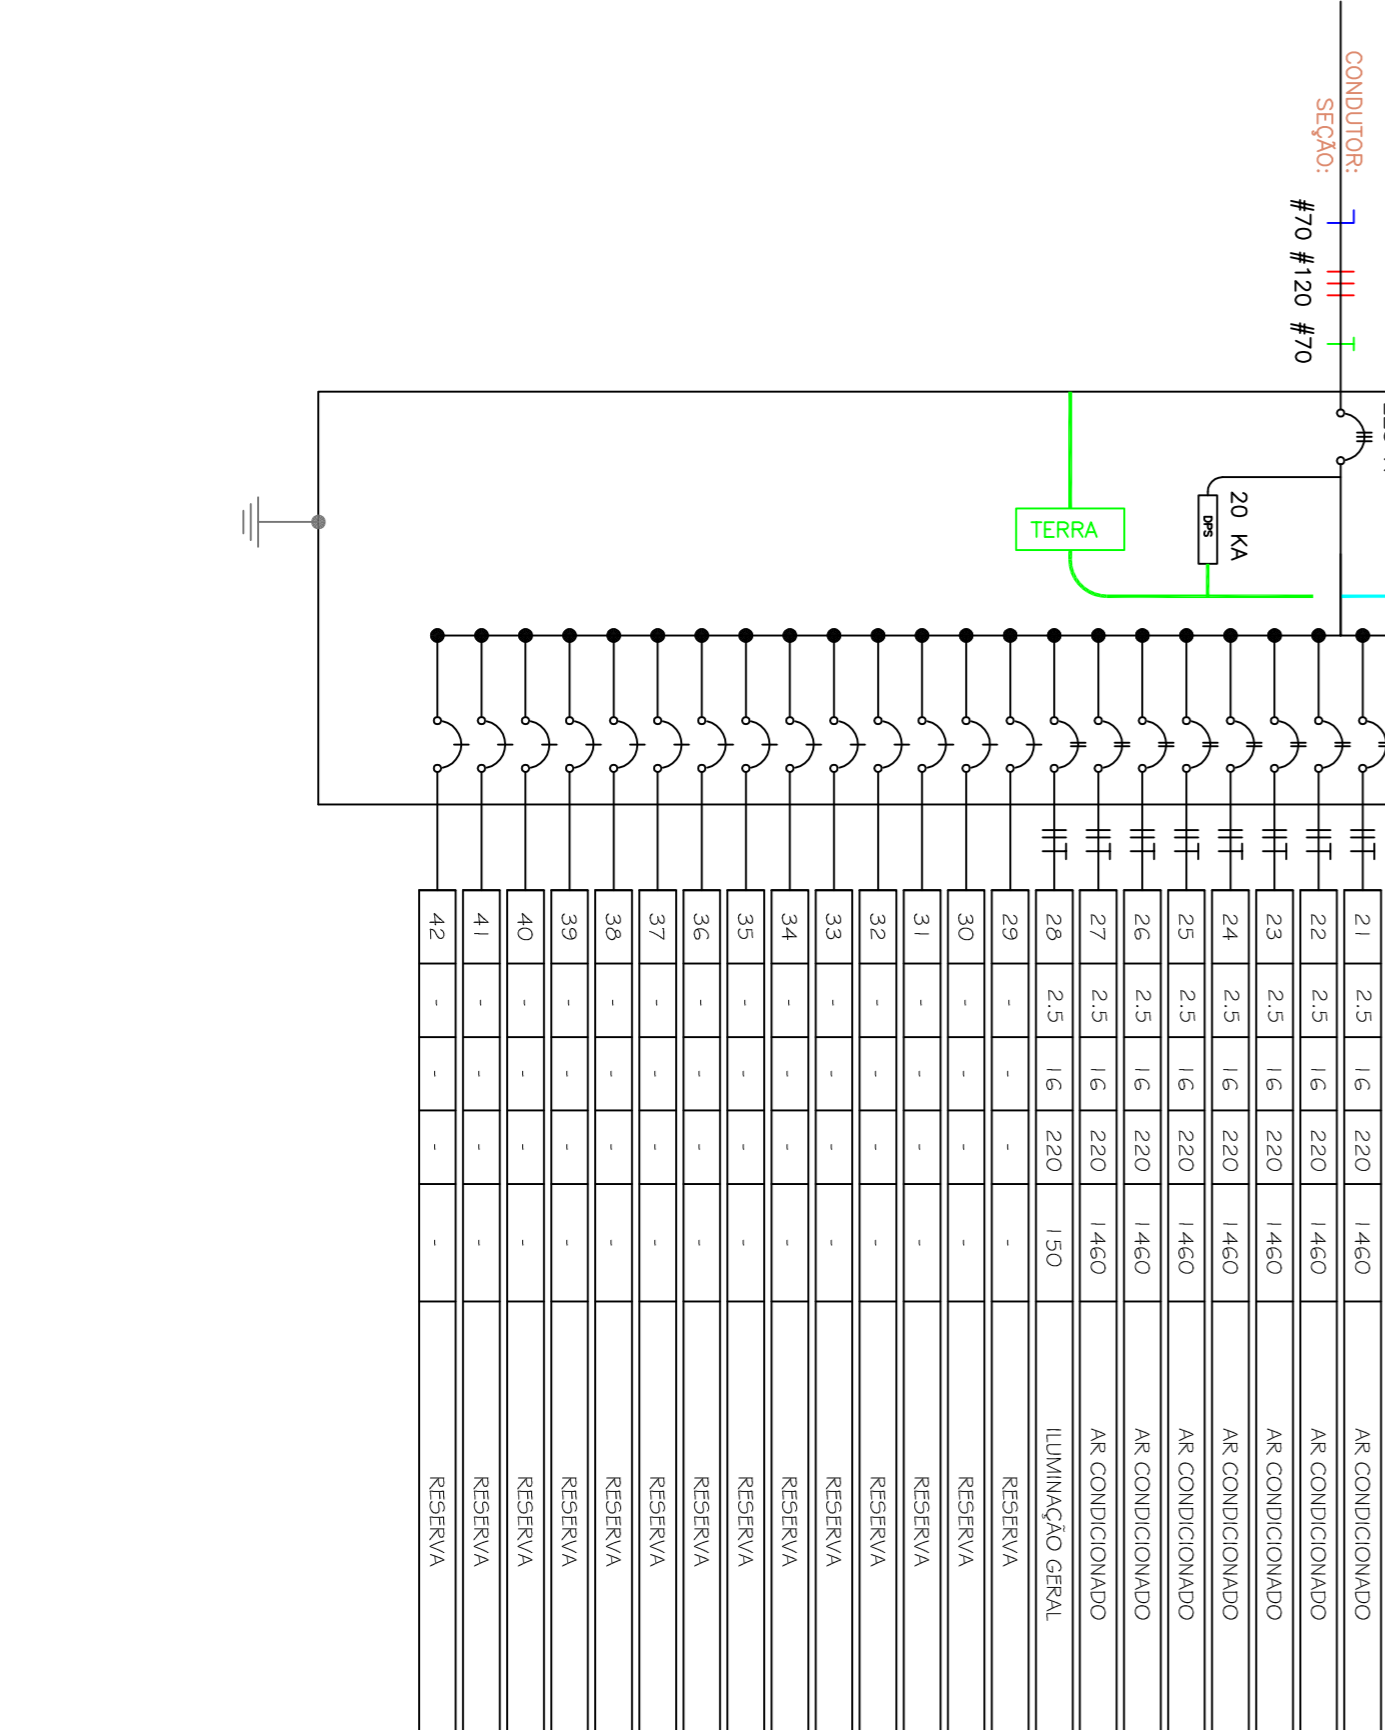 CONDUTOR:
SEÇÃO:
#70 #120 #70
20 KA
DPS
TERRA
21 2.5 16 220 1460 AR CONDICIONADO
22 2.5 16 220 1460 AR CONDICIONADO
23 2.5 16 220 1460 AR CONDICIONADO
24 2.5 16 220 1460 AR CONDICIONADO
25 2.5 16 220 1460 AR CONDICIONADO
26 2.5 16 220 1460 AR CONDICIONADO
27 2.5 16 220 1460 AR CONDICIONADO
28 2.5 16 220 150 ILUMINAÇÃO GERAL
29 - - - - RESERVA
30 - - - - RESERVA
31 - - - - RESERVA
32 - - - - RESERVA
33 - - - - RESERVA
34 - - - - RESERVA
35 - - - - RESERVA
36 - - - - RESERVA
37 - - - - RESERVA
38 - - - - RESERVA
39 - - - - RESERVA
40 - - - - RESERVA
41 - - - - RESERVA
42 - - - - RESERVA